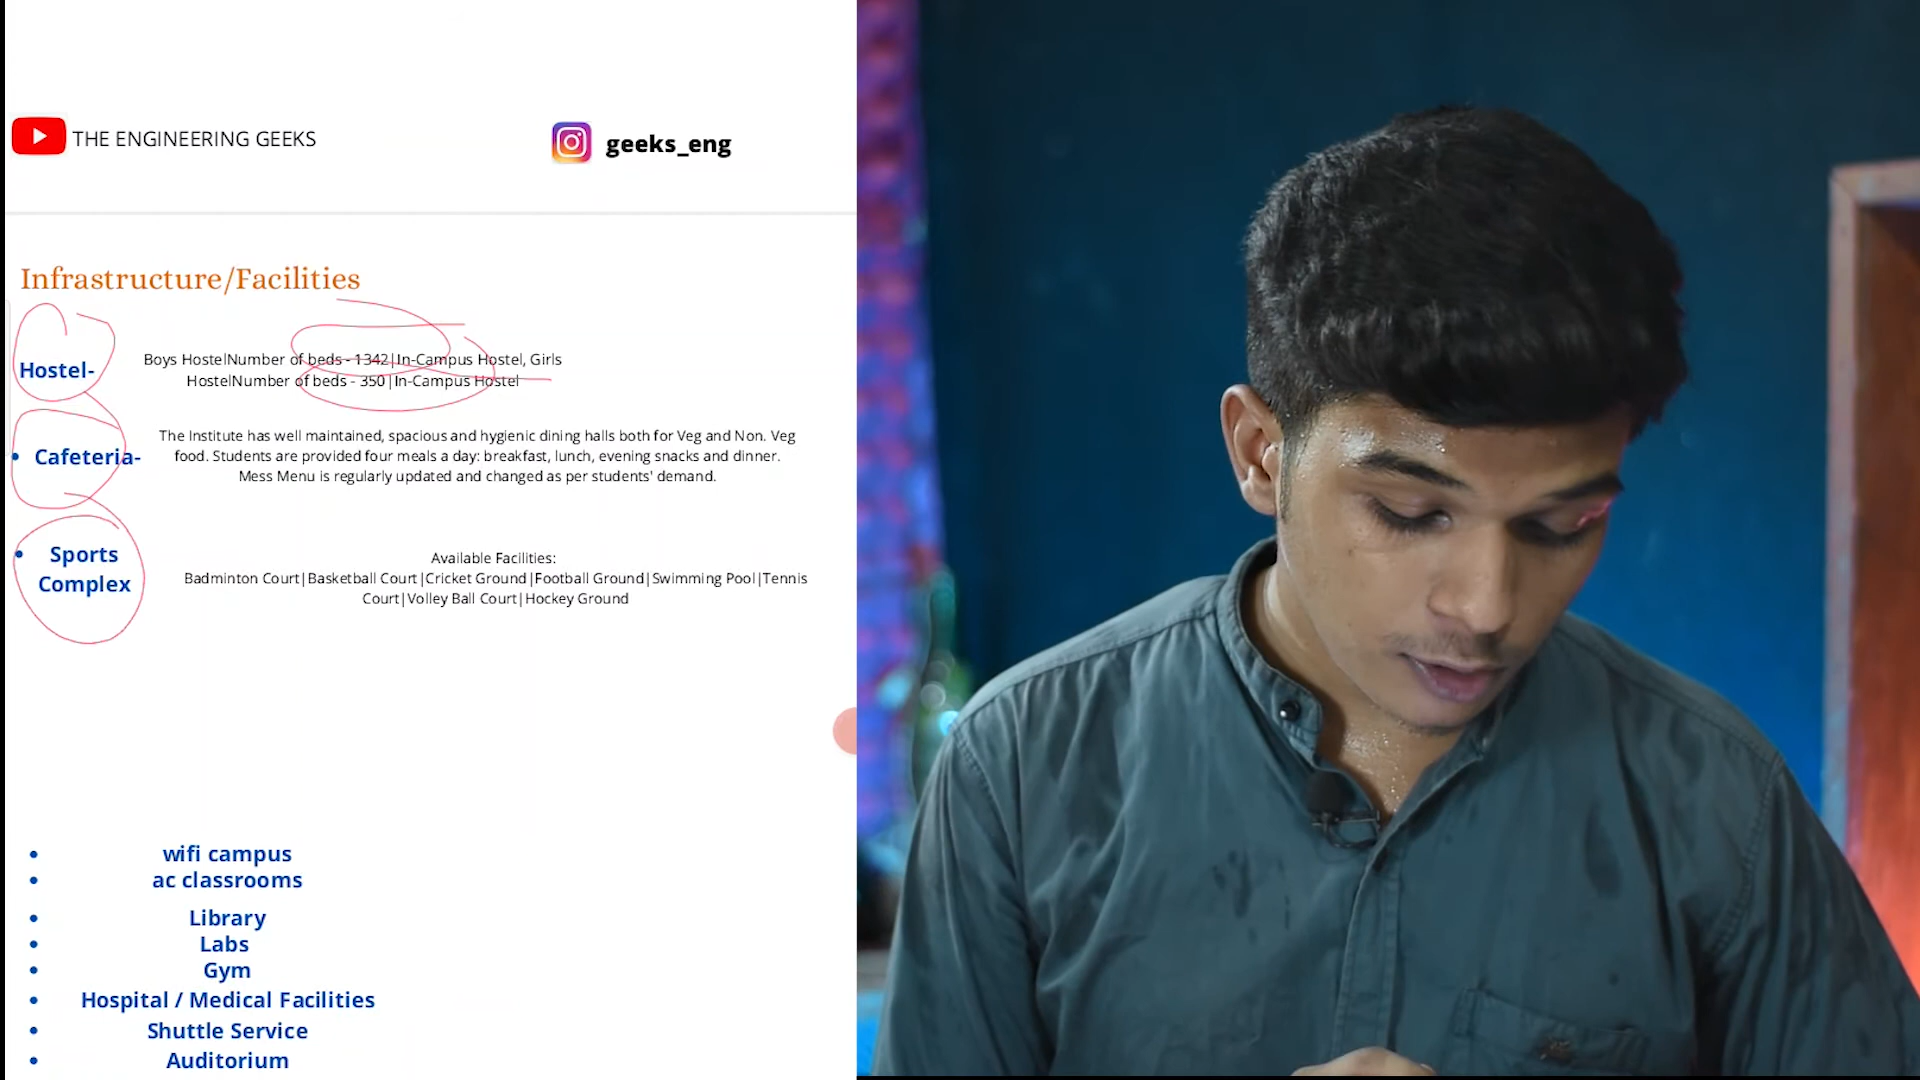 THE ENGINEERING GEEKS
geeks_eng
Infrastructure/Facilities
Hostel-
Boys HostelNumber of beds - 1342|In-Campus Hostel, Girls
HostelNumber of beds - 350|In-Campus Hostel
• Cafeteria-
The Institute has well maintained, spacious and hygienic dining halls both for Veg and Non. Veg
food. Students are provided four meals a day: breakfast, lunch, evening snacks and dinner.
Mess Menu is regularly updated and changed as per students' demand.
• Sports
Complex
Available Facilities:
Badminton Court|Basketball Court|Cricket Ground|Football Ground|Swimming Pool|Tennis
Court|Volley Ball Court|Hockey Ground
• wifi campus
• ac classrooms
• Library
• Labs
• Gym
• Hospital / Medical Facilities
• Shuttle Service
• Auditorium